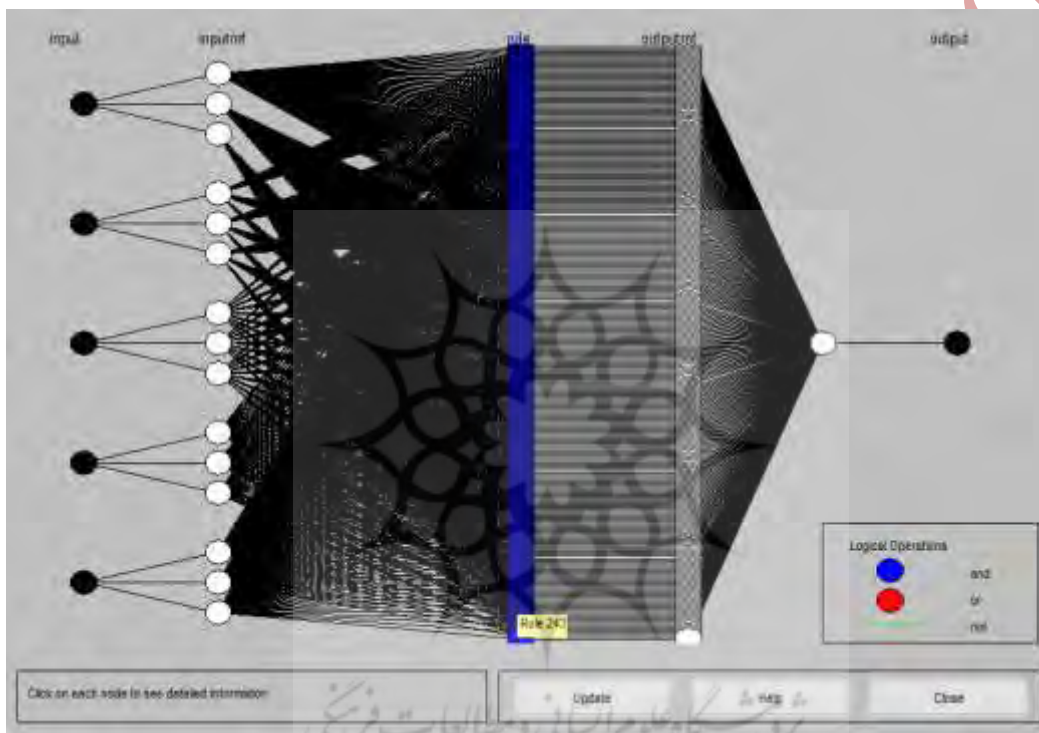 input inputmf rule outputmf output
Rule 243
Logical Operations
and
or
not
Click on each node to see detailed information
Update Help Close